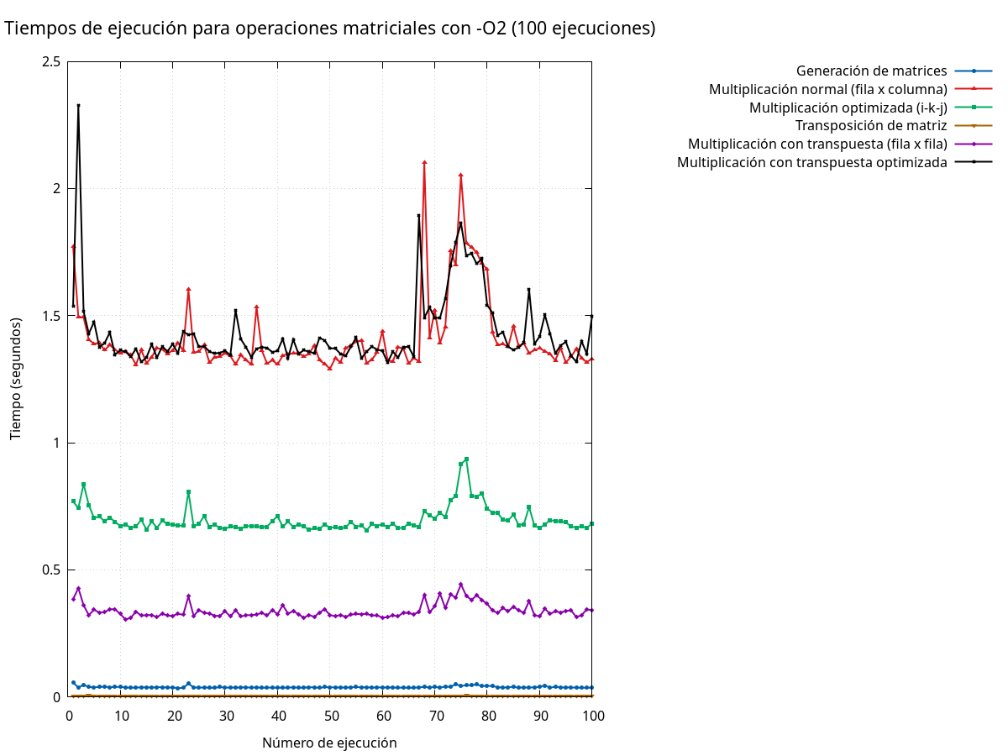 Tiempos de ejecución para operaciones matriciales con -O2 (100 ejecuciones)
Generación de matrices
Multiplicación normal (fila x columna)
Multiplicación optimizada (i-k-j)
Transposición de matriz
Multiplicación con transpuesta (fila x fila)
Multiplicación con transpuesta optimizada
Tiempo (segundos)
2.5
2
1.5
1
0.5
0
0 10 20 30 40 50 60 70 80 90 100
Número de ejecución